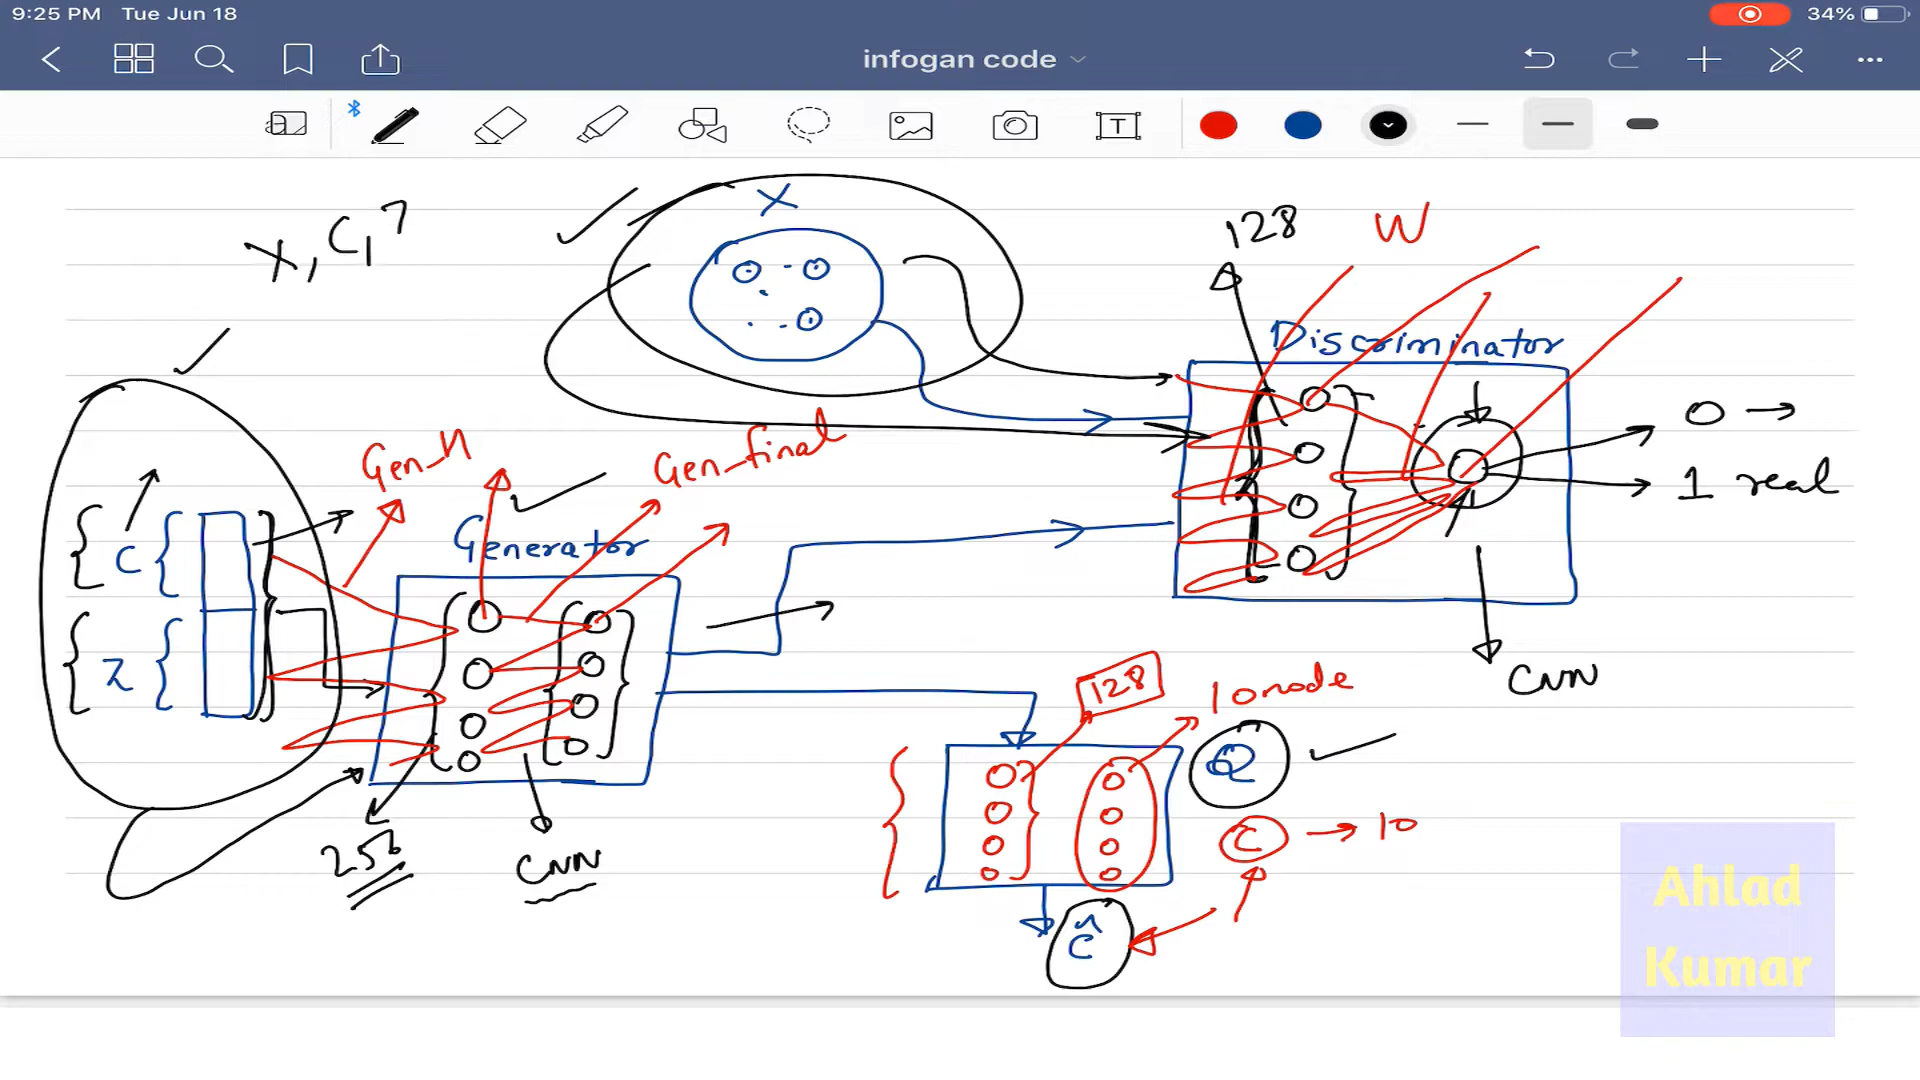 9:25 PM Tue Jun 18
34%
infogan code
T
X, C, 7
X
128
W
Discriminator
0
1 real
Gen_H
Gen_final
Generator
C
Z
CNN
128
10 node
Q
C → 10
256
CNN
Ĉ
Ahlad
Kumar